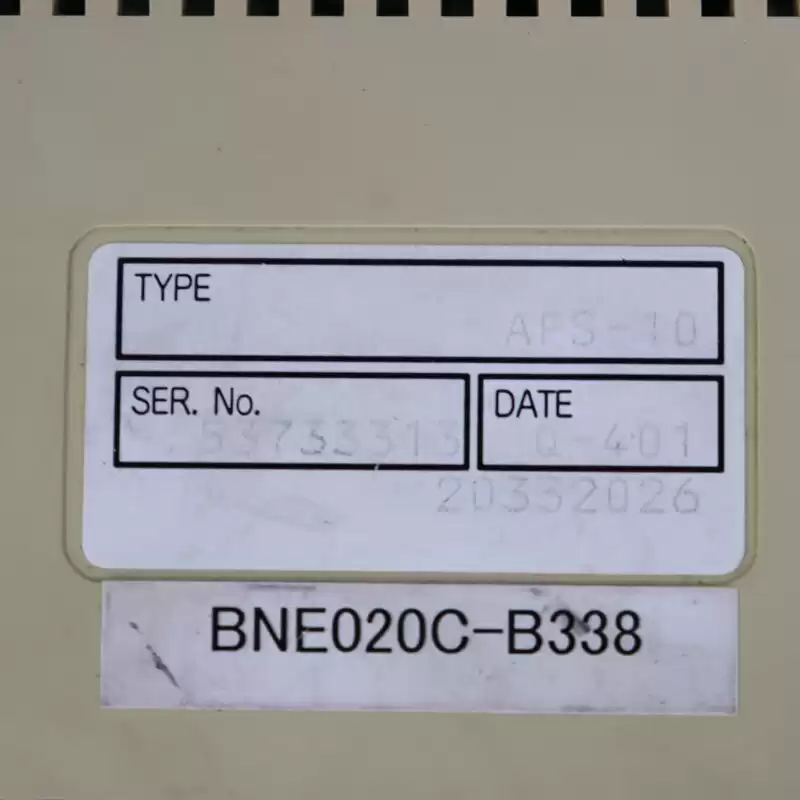 TYPE
APS-10
SER. No.
53733313
DATE
Q-401
20332026
BNE020C-B338